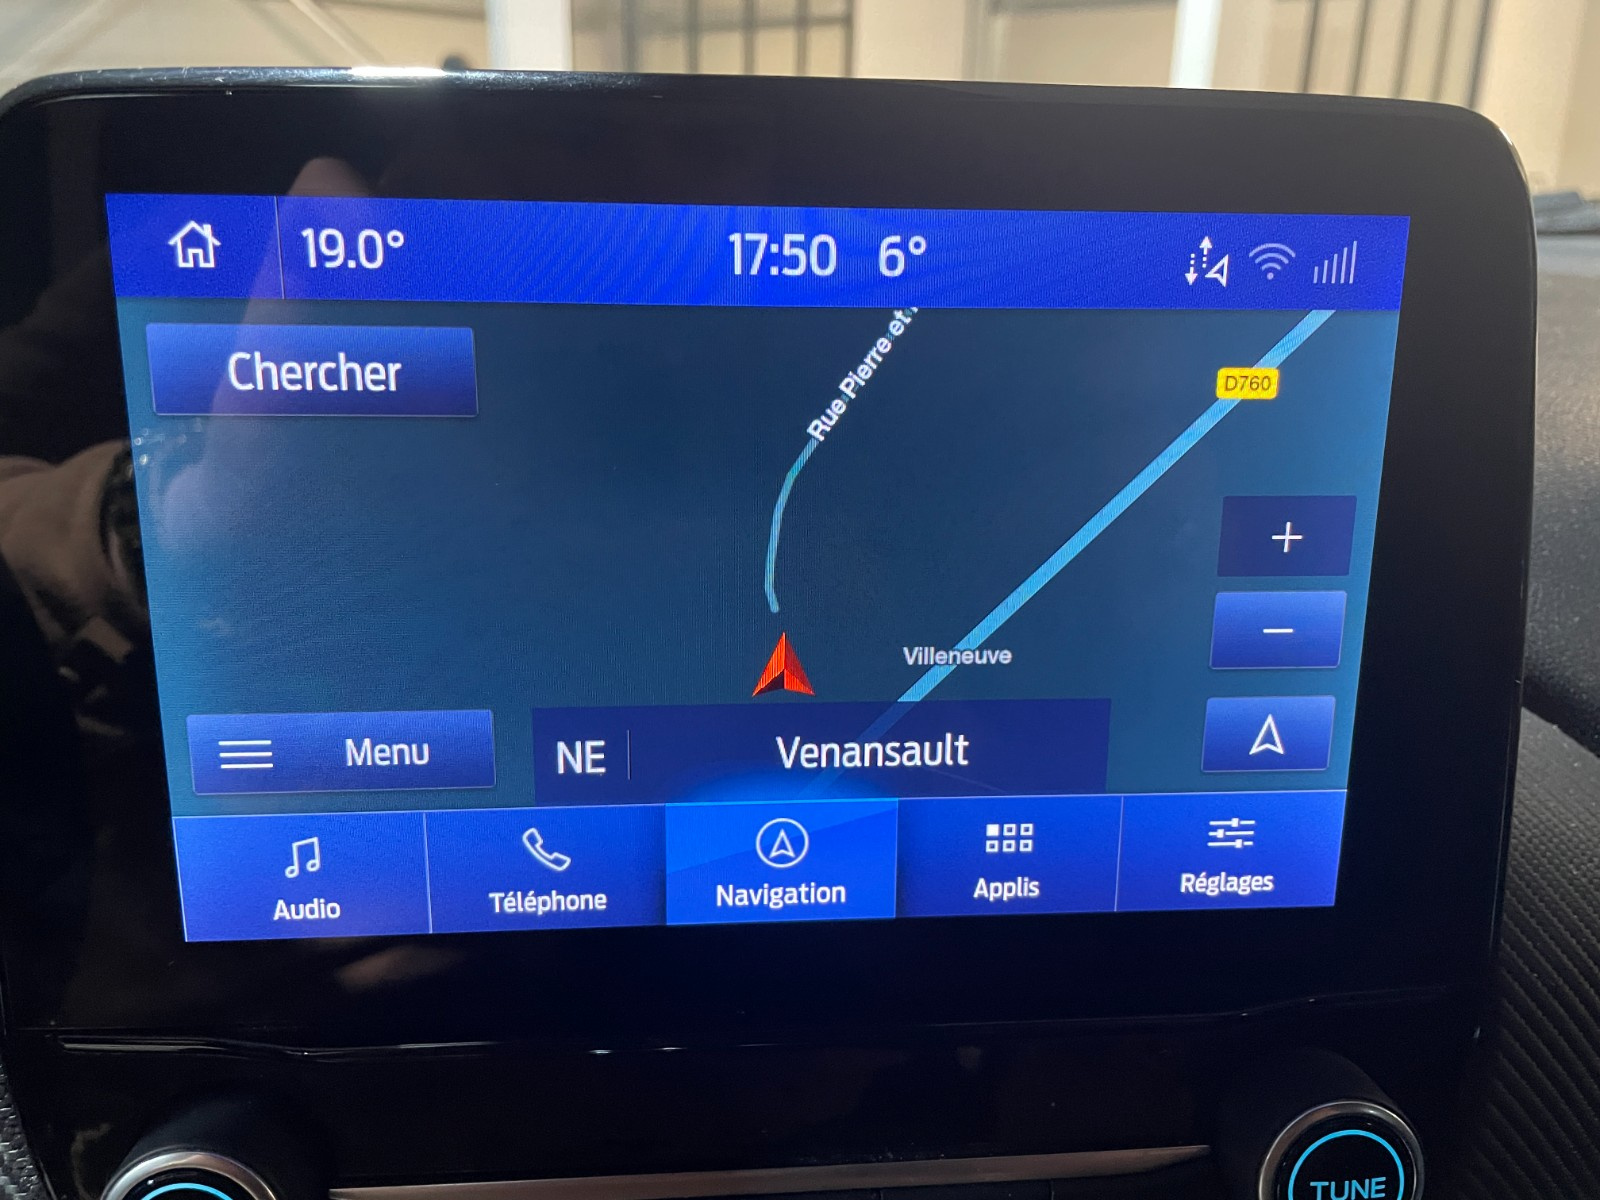 19.0° 17:50 6°
Chercher
Rue Pierre et
D760
+
Villeneuve
−
Menu
NE Venansault
Audio Téléphone Navigation Applis Réglages
TUNE